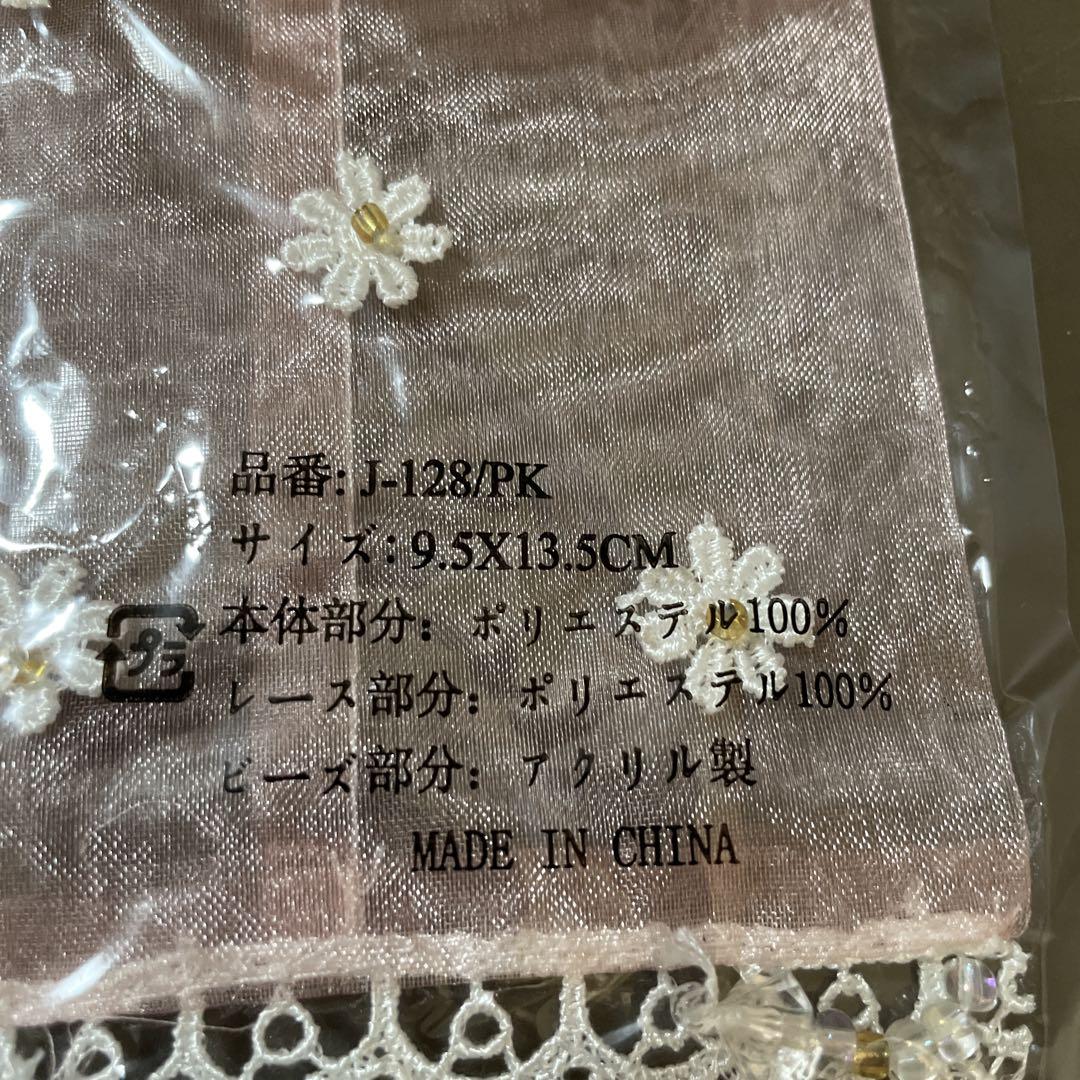 品番: J-128/PK
サイズ: 9.5X13.5CM
本体部分: ポリエステル100%
プラ
レース部分: ポリエステル100%
ビーズ部分: アクリル製
MADE IN CHINA